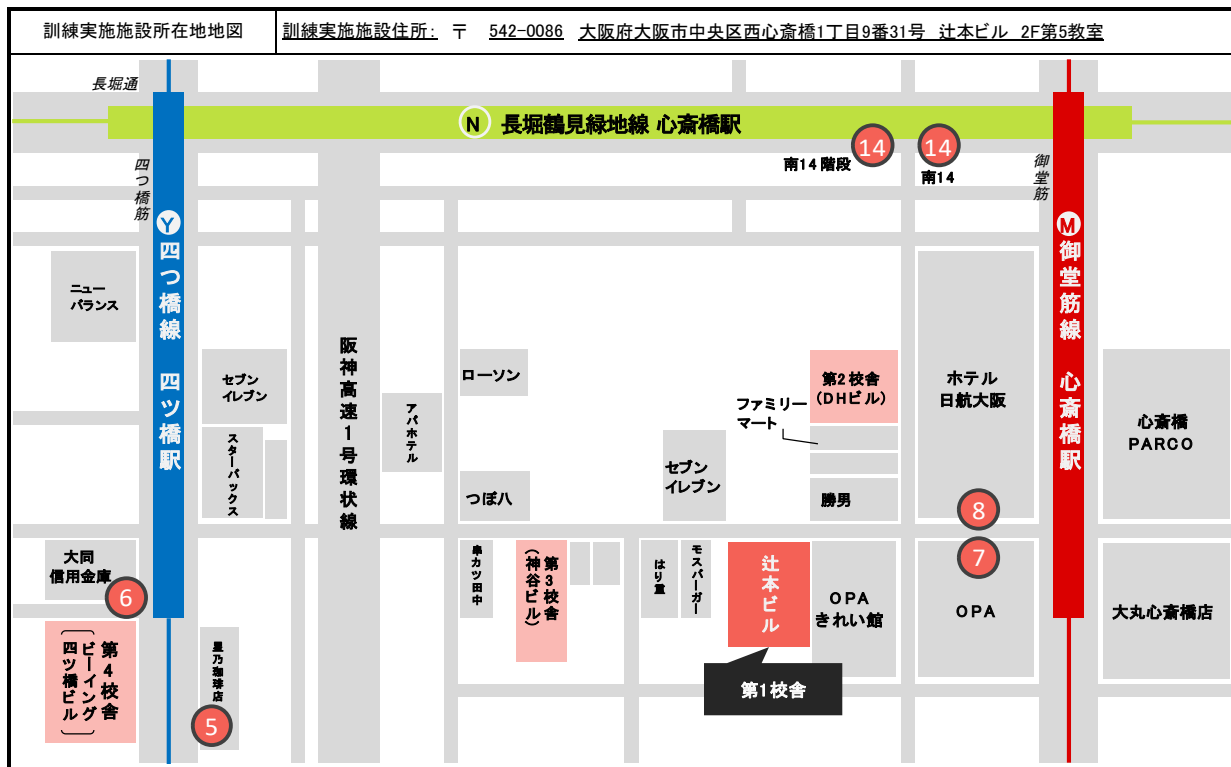 訓練実施施設所在地地図
訓練実施施設住所: 〒 542-0086 大阪府大阪市中央区西心斎橋1丁目9番31号 辻本ビル 2F第5教室
長堀通
N 長堀鶴見緑地線 心斎橋駅
14
14
南14 階段
南14
四つ橋筋
御堂筋
Y 四つ橋線 四ツ橋駅
M 御堂筋線 心斎橋駅
ニュー
バランス
阪神高速1号環状線
セブン
イレブン
スターバックス
アパホテル
ローソン
つぼ八
ファミリー
マート
セブン
イレブン
第2校舎
(DHビル)
勝男
ホテル
日航大阪
8
心斎橋
PARCO
大同
信用金庫
6
第4校舎
(ビーイング
四ツ橋ビル)
星乃珈琲店
5
串カツ田中
第3校舎
(神谷ビル)
はり重
モスバーガー
辻本ビル
第1校舎
OPA
きれい館
7
OPA
大丸心斎橋店